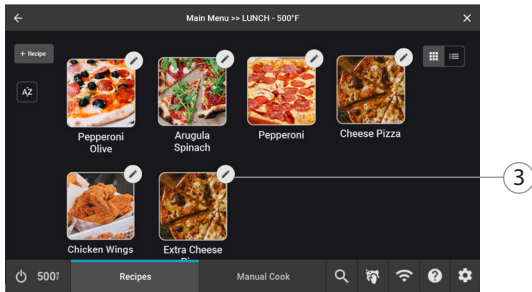 Main Menu >> LUNCH - 500°F
+ Recipe
AZ
Pepperoni
Olive
Arugula
Spinach
Pepperoni
Cheese Pizza
3
Chicken Wings
Extra Cheese
500°F
Recipes
Manual Cook